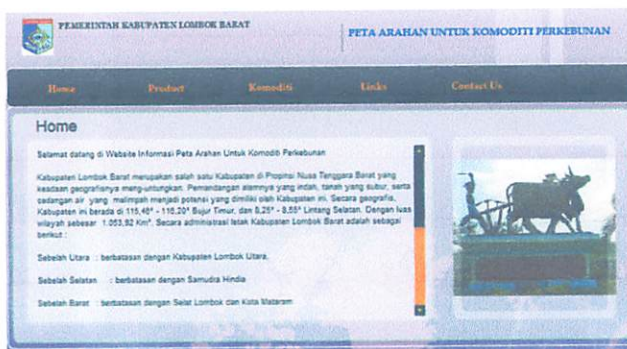 PEMERINTAH KABUPATEN LOMBOK BARAT
PETA ARAHAN UNTUK KOMODITI PERKEBUNAN
Home Product Komoditi Links Contact Us
Home
Selamat datang di Website Informasi Peta Arahan Untuk Komoditi Perkebunan
Kabupaten Lombok Barat merupakan salah satu Kabupaten di Propinsi Nusa Tenggara Barat yang
keadaan geografisnya meng-untungkan. Pemandangan alamnya yang indah, tanah yang subur, serta
sedangan air yang malimpah menjadi potensi yang dimiliki oleh Kabupaten ini. Secara geografis,
Kabupaten ini berada di 115,46° - 116,20° Bujur Timur, dan 8,25° - 8,55° Lintang Selatan. Dengan luas
wilayah sebesar 1.053,92 Km². Secara administrasi letak Kabupaten Lombok Barat adalah sebagai
berikut :
Sebelah Utara : berbatasan dengan Kabupaten Lombok Utara,
Sebelah Selatan : berbatasan dengan Samudra Hindia
Sebelah Barat : berbatasan dengan Selat Lombok dan Kota Mataram